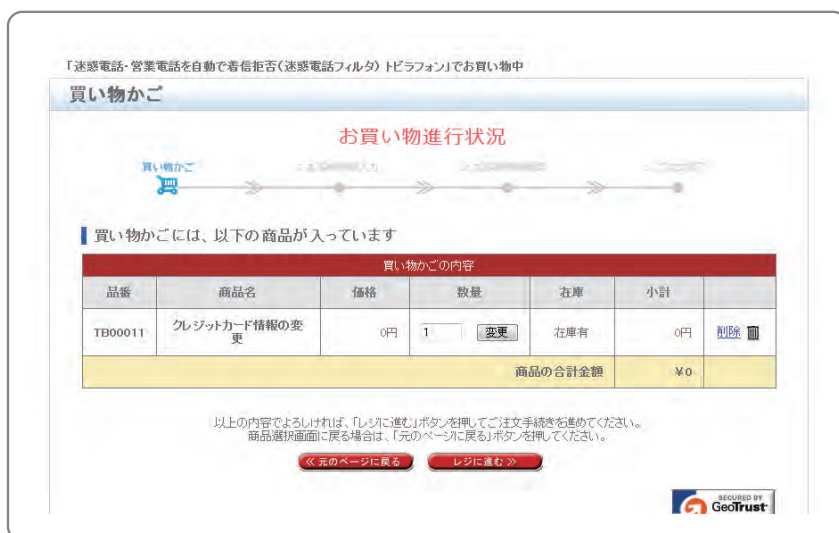 「迷惑電話・営業電話を自動で着信拒否(迷惑電話フィルタ) トビラフォン」でお買い物中
買い物かご
お買い物進行状況
買い物かご
買い物かごには、以下の商品が入っています
買い物かごの内容
品番 商品名 価格 数量 在庫 小計
TB00011 クレジットカード情報の変更 0円 1 変更 在庫有 0円 削除
商品の合計金額 ¥0
以上の内容でよろしければ、「レジに進む」ボタンを押してご注文手続きを進めてください。
商品選択画面に戻る場合は、「元のページに戻る」ボタンを押してください。
≪元のページに戻る レジに進む≫
SECURED BY
GeoTrust